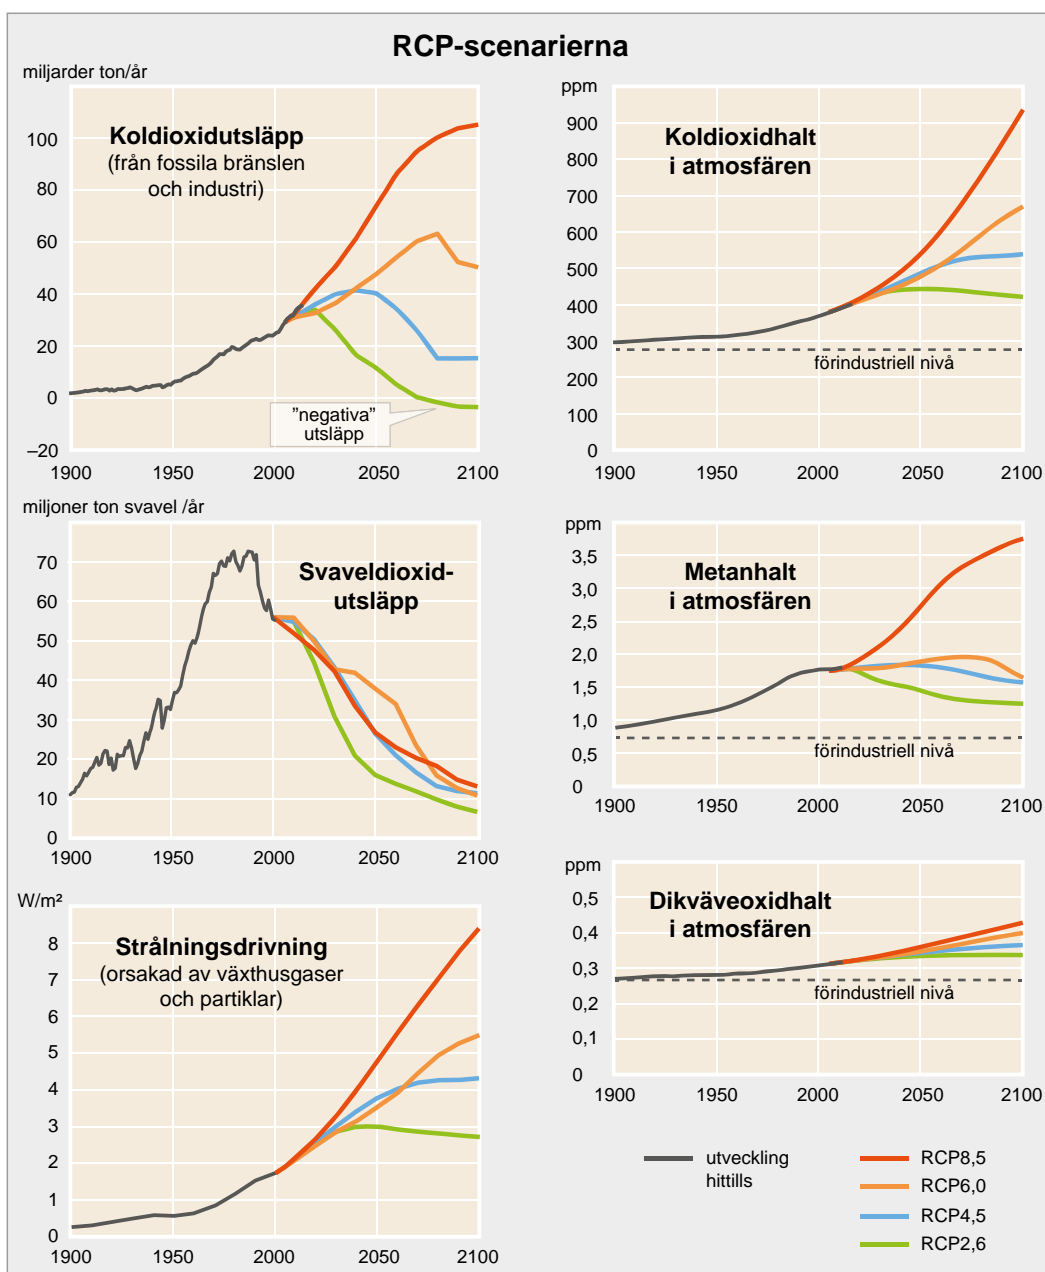 RCP-scenarierna
miljarder ton/år
Koldioxidutsläpp
(från fossila bränslen
och industri)
100
80
60
40
20
0
–20
"negativa"
utsläpp
1900 1950 2000 2050 2100
ppm
Koldioxidhalt
i atmosfären
900
800
700
600
500
400
300
200
100
0
förindustriell nivå
1900 1950 2000 2050 2100
miljoner ton svavel /år
Svaveldioxid-
utsläpp
70
60
50
40
30
20
10
0
1900 1950 2000 2050 2100
ppm
Metanhalt
i atmosfären
3,5
3,0
2,5
2,0
1,5
1,0
0,5
0
förindustriell nivå
1900 1950 2000 2050 2100
W/m²
Strålningsdrivning
(orsakad av växthusgaser
och partiklar)
8
7
6
5
4
3
2
1
0
1900 1950 2000 2050 2100
ppm
Dikväveoxidhalt
i atmosfären
0,5
0,4
0,3
0,2
0,1
0
förindustriell nivå
1900 1950 2000 2050 2100
utveckling
hittills
RCP8,5
RCP6,0
RCP4,5
RCP2,6